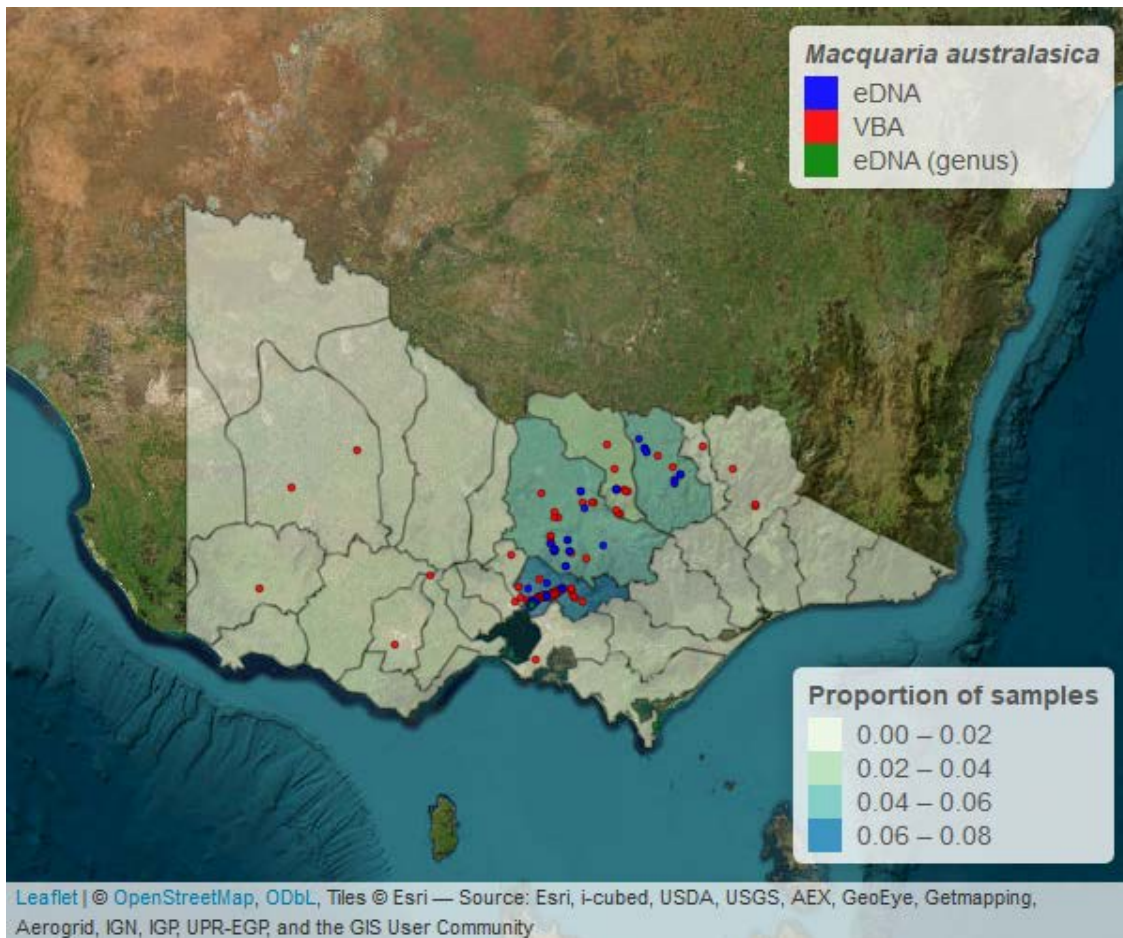 Macquaria australasica
eDNA
VBA
eDNA (genus)
Proportion of samples
0.00 – 0.02
0.02 – 0.04
0.04 – 0.06
0.06 – 0.08
Leaflet | © OpenStreetMap, ODbL, Tiles © Esri — Source: Esri, i-cubed, USDA, USGS, AEX, GeoEye, Getmapping,
Aerogrid, IGN, IGP, UPR-EGP, and the GIS User Community